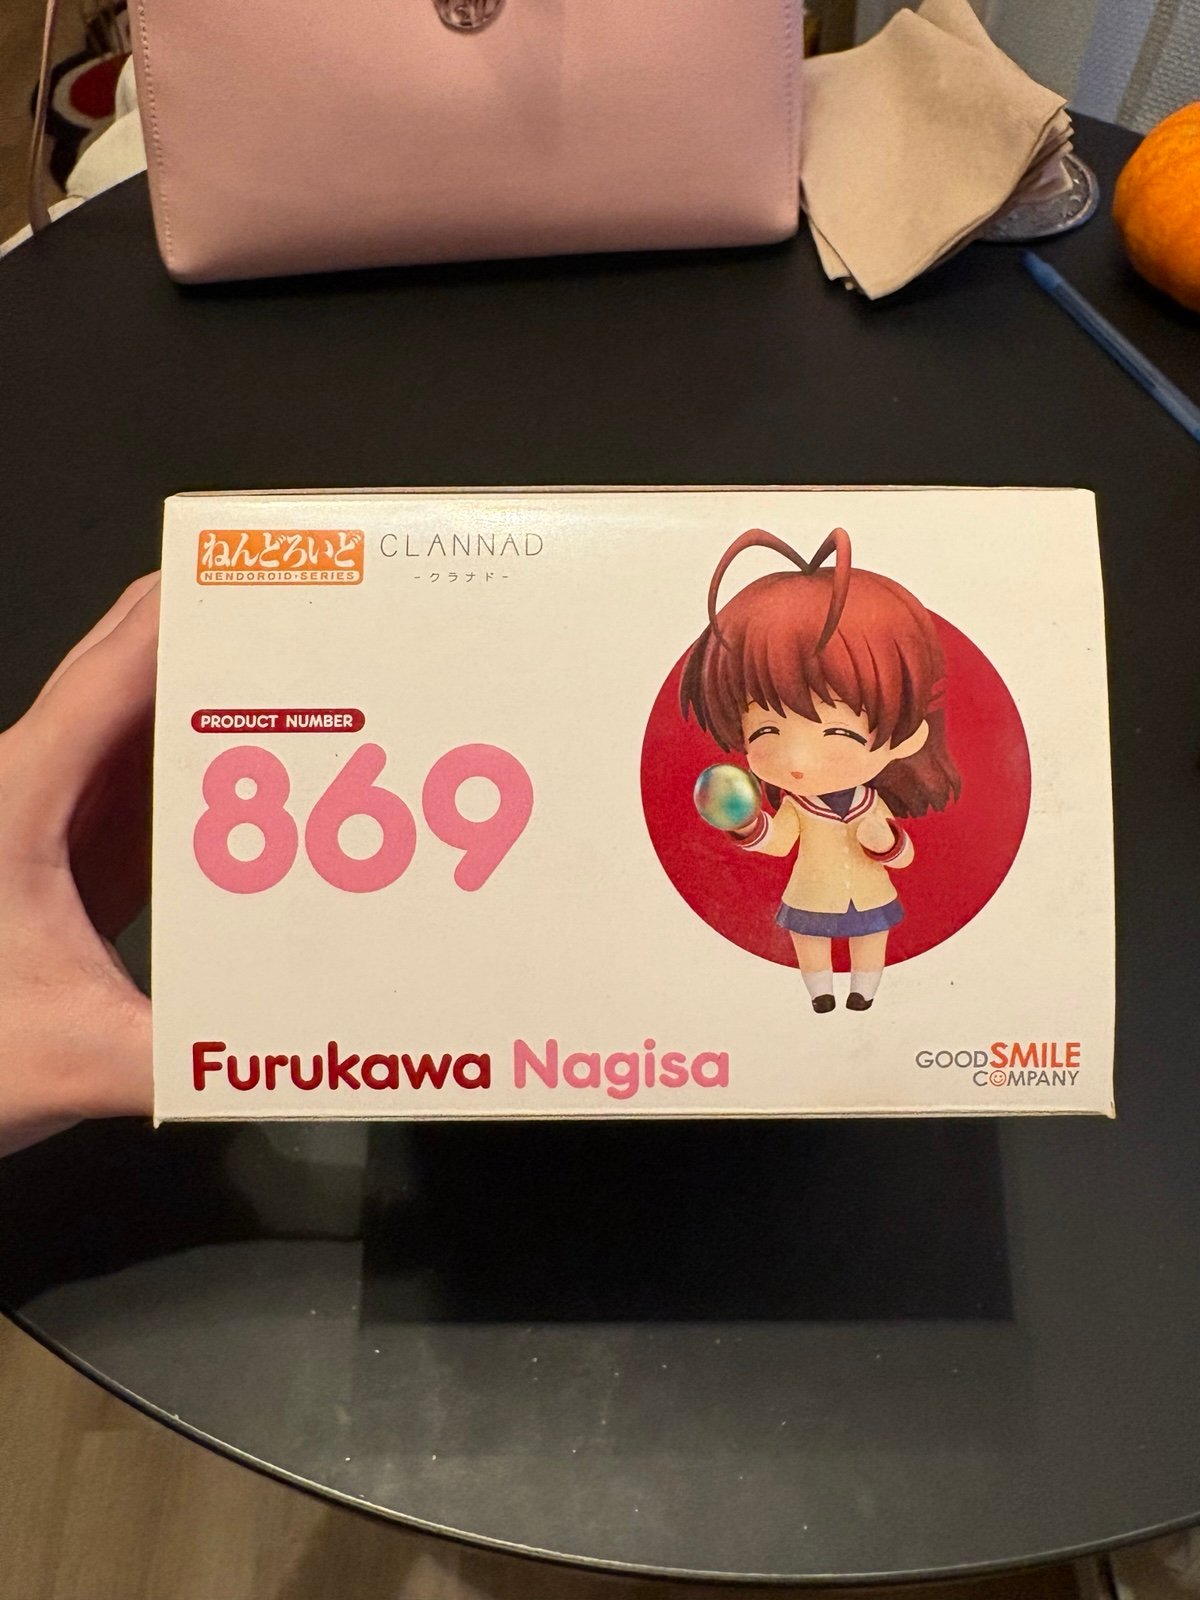 ねんどろいど
NENDOROID・SERIES
CLANNAD
-クラナド-
PRODUCT NUMBER
869
Furukawa Nagisa
GOOD SMILE
COMPANY